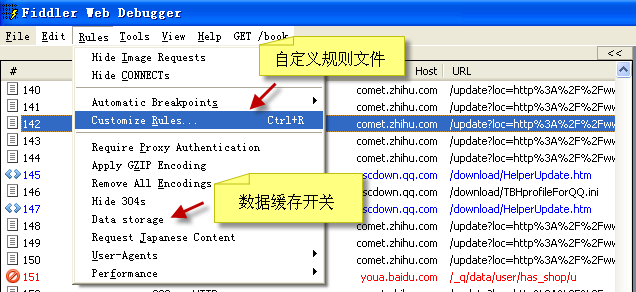 Fiddler Web Debugger
File Edit Rules Tools View Help GET /book
<<
Hide Image Requests
Hide CONNECTs
Automatic Breakpoints
Customize Rules... Ctrl+R
Require Proxy Authentication
Apply GZIP Encoding
Remove All Encodings
Hide 304s
Data storage
Request Japanese Content
User-Agents
Performance
自定义规则文件
数据缓存开关
# Host URL
140 comet.zhihu.com /update?loc=http%3A%2F%2Fww
141 comet.zhihu.com /update?loc=http%3A%2F%2Fww
142 comet.zhihu.com /update?loc=http%3A%2F%2Fww
143 comet.zhihu.com /update?loc=http%3A%2F%2Fww
144 comet.zhihu.com /update?loc=http%3A%2F%2Fww
145 scdown.qq.com /download/HelperUpdate.htm
146 scdown.qq.com /download/TBHprofileForQQ.ini
147 scdown.qq.com /download/HelperUpdate.htm
148 comet.zhihu.com /update?loc=http%3A%2F%2Fww
149 comet.zhihu.com /update?loc=http%3A%2F%2Fww
150 comet.zhihu.com /update?loc=http%3A%2F%2Fww
151 youa.baidu.com /_q/data/user/has_shop/u